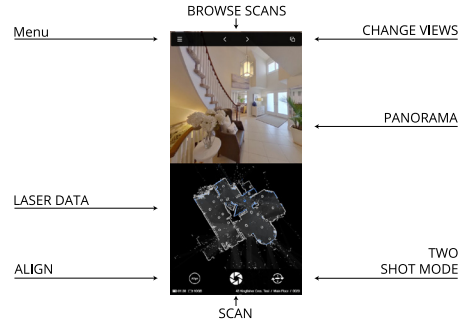 BROWSE SCANS
Menu
CHANGE VIEWS
PANORAMA
LASER DATA
ALIGN
TWO
SHOT MODE
SCAN